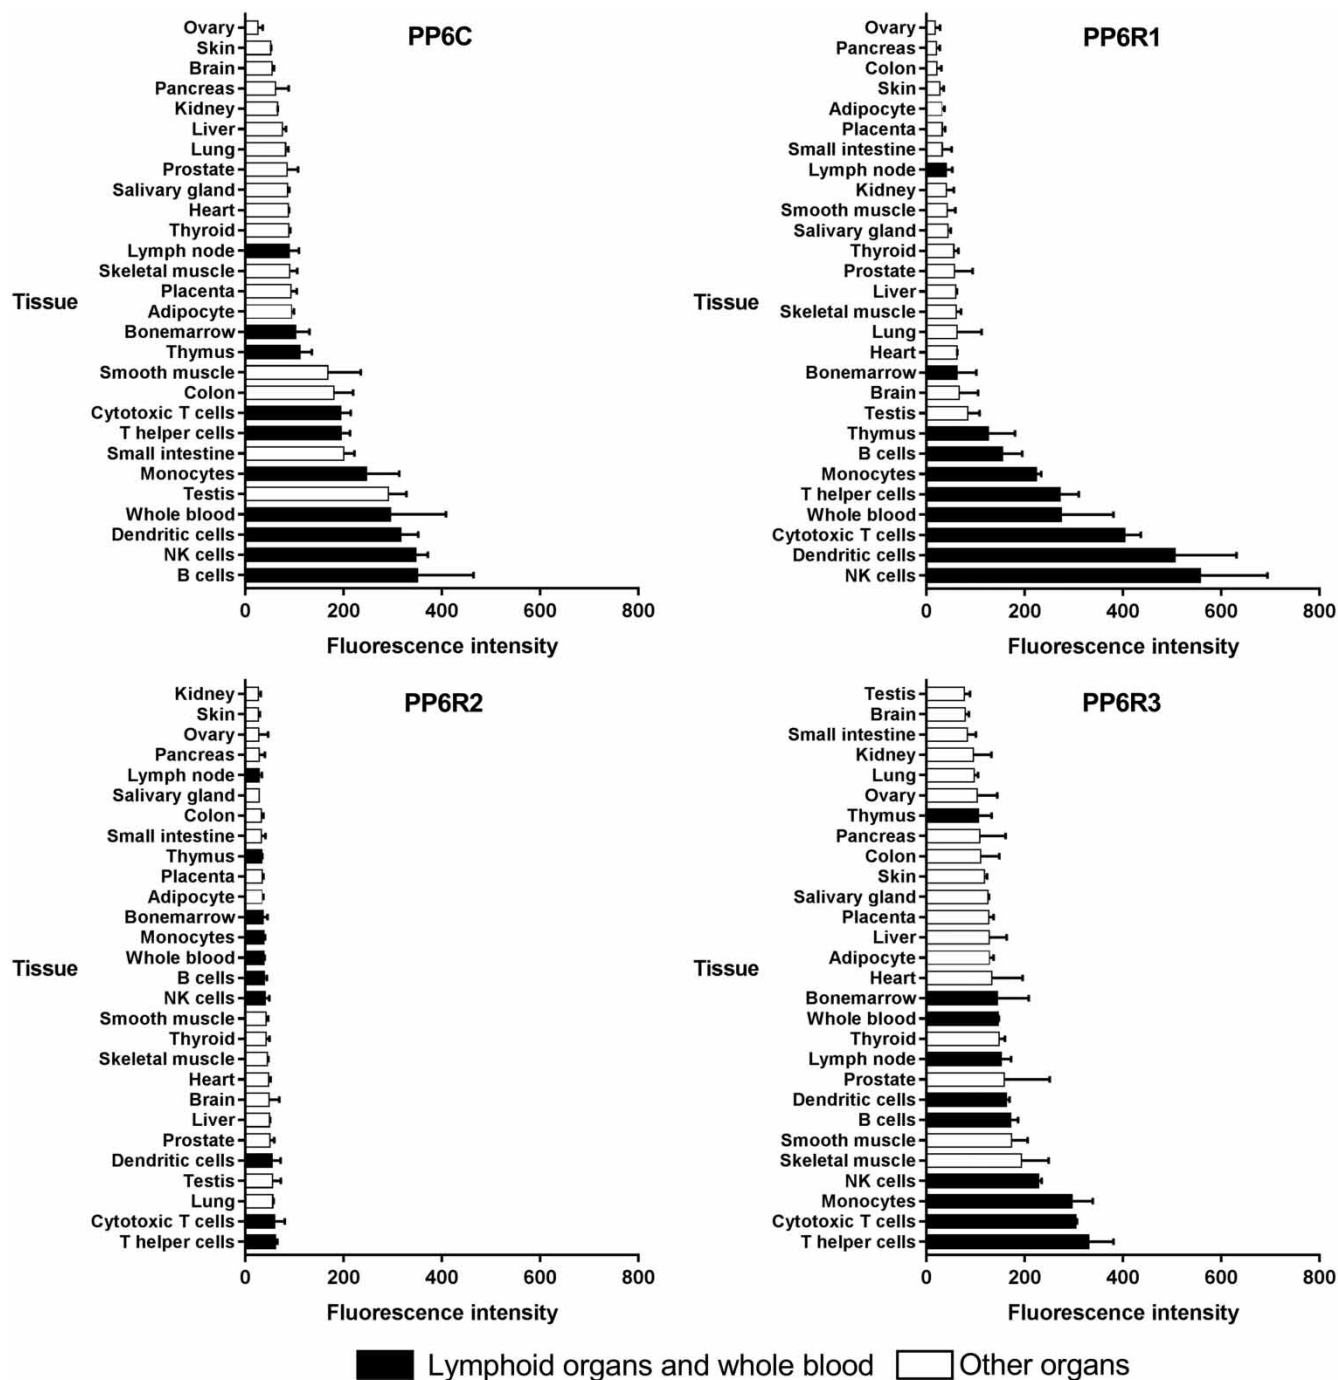 PP6C
Ovary
Skin
Brain
Pancreas
Kidney
Liver
Lung
Prostate
Salivary gland
Heart
Thyroid
Lymph node
Skeletal muscle
Placenta
Adipocyte
Bonemarrow
Thymus
Smooth muscle
Colon
Cytotoxic T cells
T helper cells
Small intestine
Monocytes
Testis
Whole blood
Dendritic cells
NK cells
B cells
Tissue
0 200 400 600 800
Fluorescence intensity
PP6R1
Ovary
Pancreas
Colon
Skin
Adipocyte
Placenta
Small intestine
Lymph node
Kidney
Smooth muscle
Salivary gland
Thyroid
Prostate
Liver
Skeletal muscle
Lung
Heart
Bonemarrow
Brain
Testis
Thymus
B cells
Monocytes
T helper cells
Whole blood
Cytotoxic T cells
Dendritic cells
NK cells
Tissue
0 200 400 600 800
Fluorescence intensity
PP6R2
Kidney
Skin
Ovary
Pancreas
Lymph node
Salivary gland
Colon
Small intestine
Thymus
Placenta
Adipocyte
Bonemarrow
Monocytes
Whole blood
B cells
NK cells
Smooth muscle
Thyroid
Skeletal muscle
Heart
Brain
Liver
Prostate
Dendritic cells
Testis
Lung
Cytotoxic T cells
T helper cells
Tissue
0 200 400 600 800
Fluorescence intensity
PP6R3
Testis
Brain
Small intestine
Kidney
Lung
Ovary
Thymus
Pancreas
Colon
Skin
Salivary gland
Placenta
Liver
Adipocyte
Heart
Bonemarrow
Whole blood
Thyroid
Lymph node
Prostate
Dendritic cells
B cells
Smooth muscle
Skeletal muscle
NK cells
Monocytes
Cytotoxic T cells
T helper cells
Tissue
0 200 400 600 800
Fluorescence intensity
Lymphoid organs and whole blood
Other organs